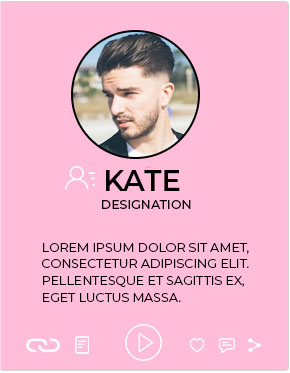 KATE
DESIGNATION
LOREM IPSUM DOLOR SIT AMET,
CONSECTETUR ADIPISCING ELIT.
PELLENTESQUE ET SAGITTIS EX,
EGET LUCTUS MASSA.